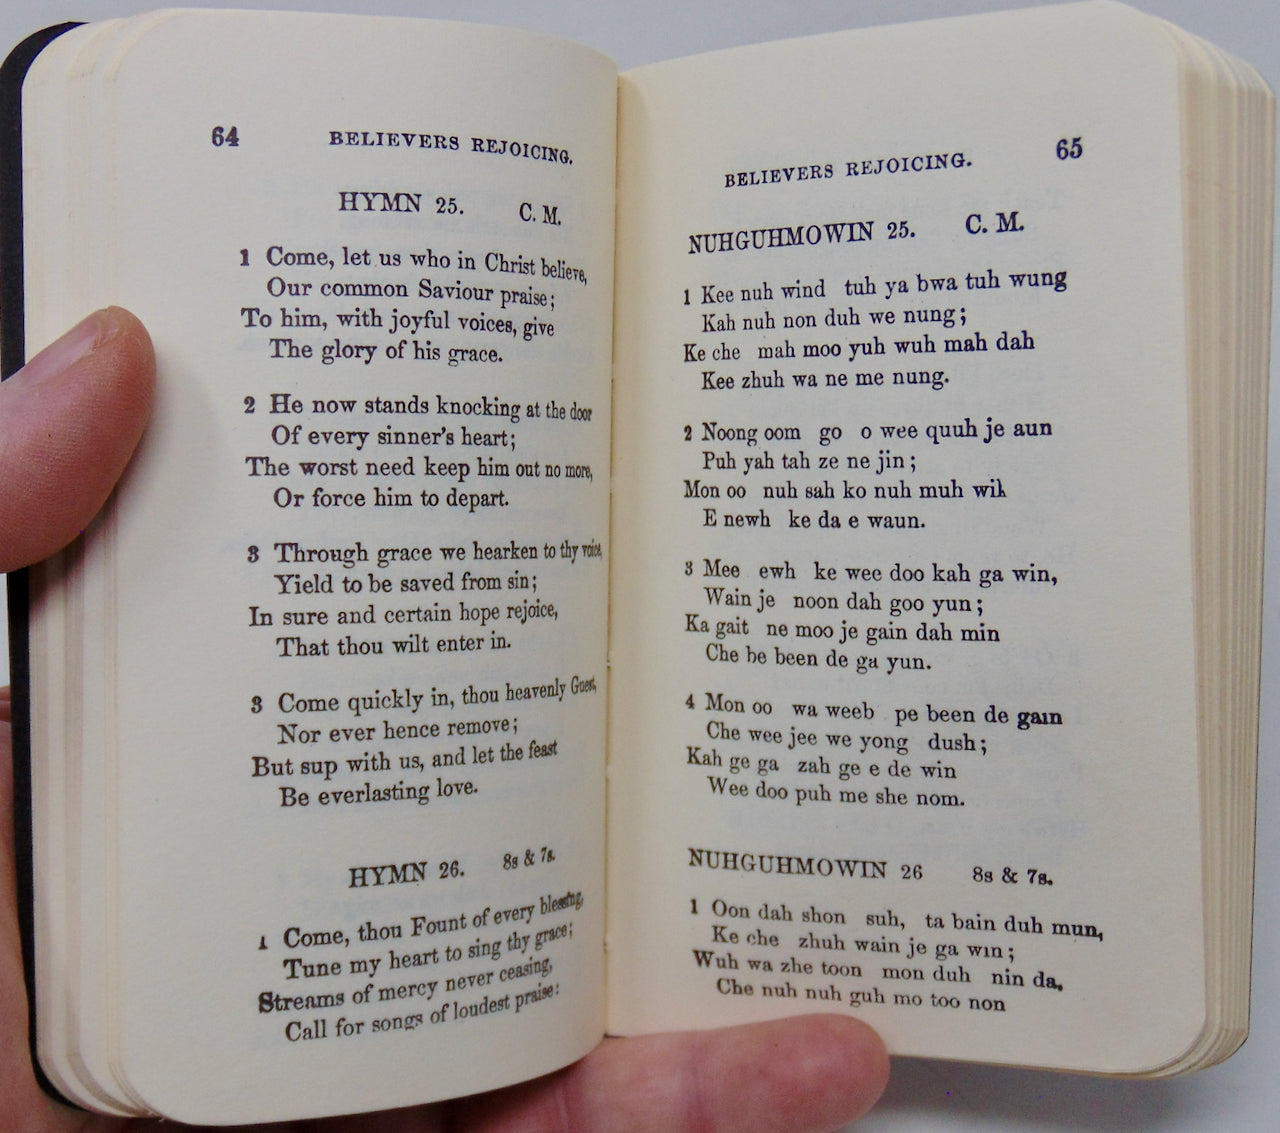 64 BELIEVERS REJOICING.
HYMN 25. C. M.
1 Come, let us who in Christ believe,
Our common Saviour praise;
To him, with joyful voices, give
The glory of his grace.
2 He now stands knocking at the door
Of every sinner's heart;
The worst need keep him out no more,
Or force him to depart.
3 Through grace we hearken to thy voice,
Yield to be saved from sin;
In sure and certain hope rejoice,
That thou wilt enter in.
3 Come quickly in, thou heavenly Guest,
Nor ever hence remove;
But sup with us, and let the feast
Be everlasting love.
HYMN 26. 8s & 7s.
1 Come, thou Fount of every blessing,
Tune my heart to sing thy grace;
Streams of mercy never ceasing,
Call for songs of loudest praise:
BELIEVERS REJOICING. 65
NUHGUHMOWIN 25. C. M.
1 Kee nuh wind tuh ya bwa tuh wung
Kah nuh non duh we nung;
Ke che mah moo yuh wuh mah dah
Kee zhuh wa ne me nung.
2 Noong oom go o wee quuh je aun
Puh yah tah ze ne jin;
Mon oo nuh sah ko nuh muh wik
E newh ke da e waun.
3 Mee ewh ke wee doo kah ga win,
Wain je noon dah goo yun;
Ka gait ne moo je gain dah min
Che be been de ga yun.
4 Mon oo wa weeb pe been de gain
Che wee jee we yong dush;
Kah ge ga zah ge e de win
Wee doo puh me she nom.
NUHGUHMOWIN 26 8s & 7s.
1 Oon dah shon suh, ta bain duh mun,
Ke che zhuh wain je ga win;
Wuh wa zhe toon mon duh nin da,
Che nuh nuh guh mo too non